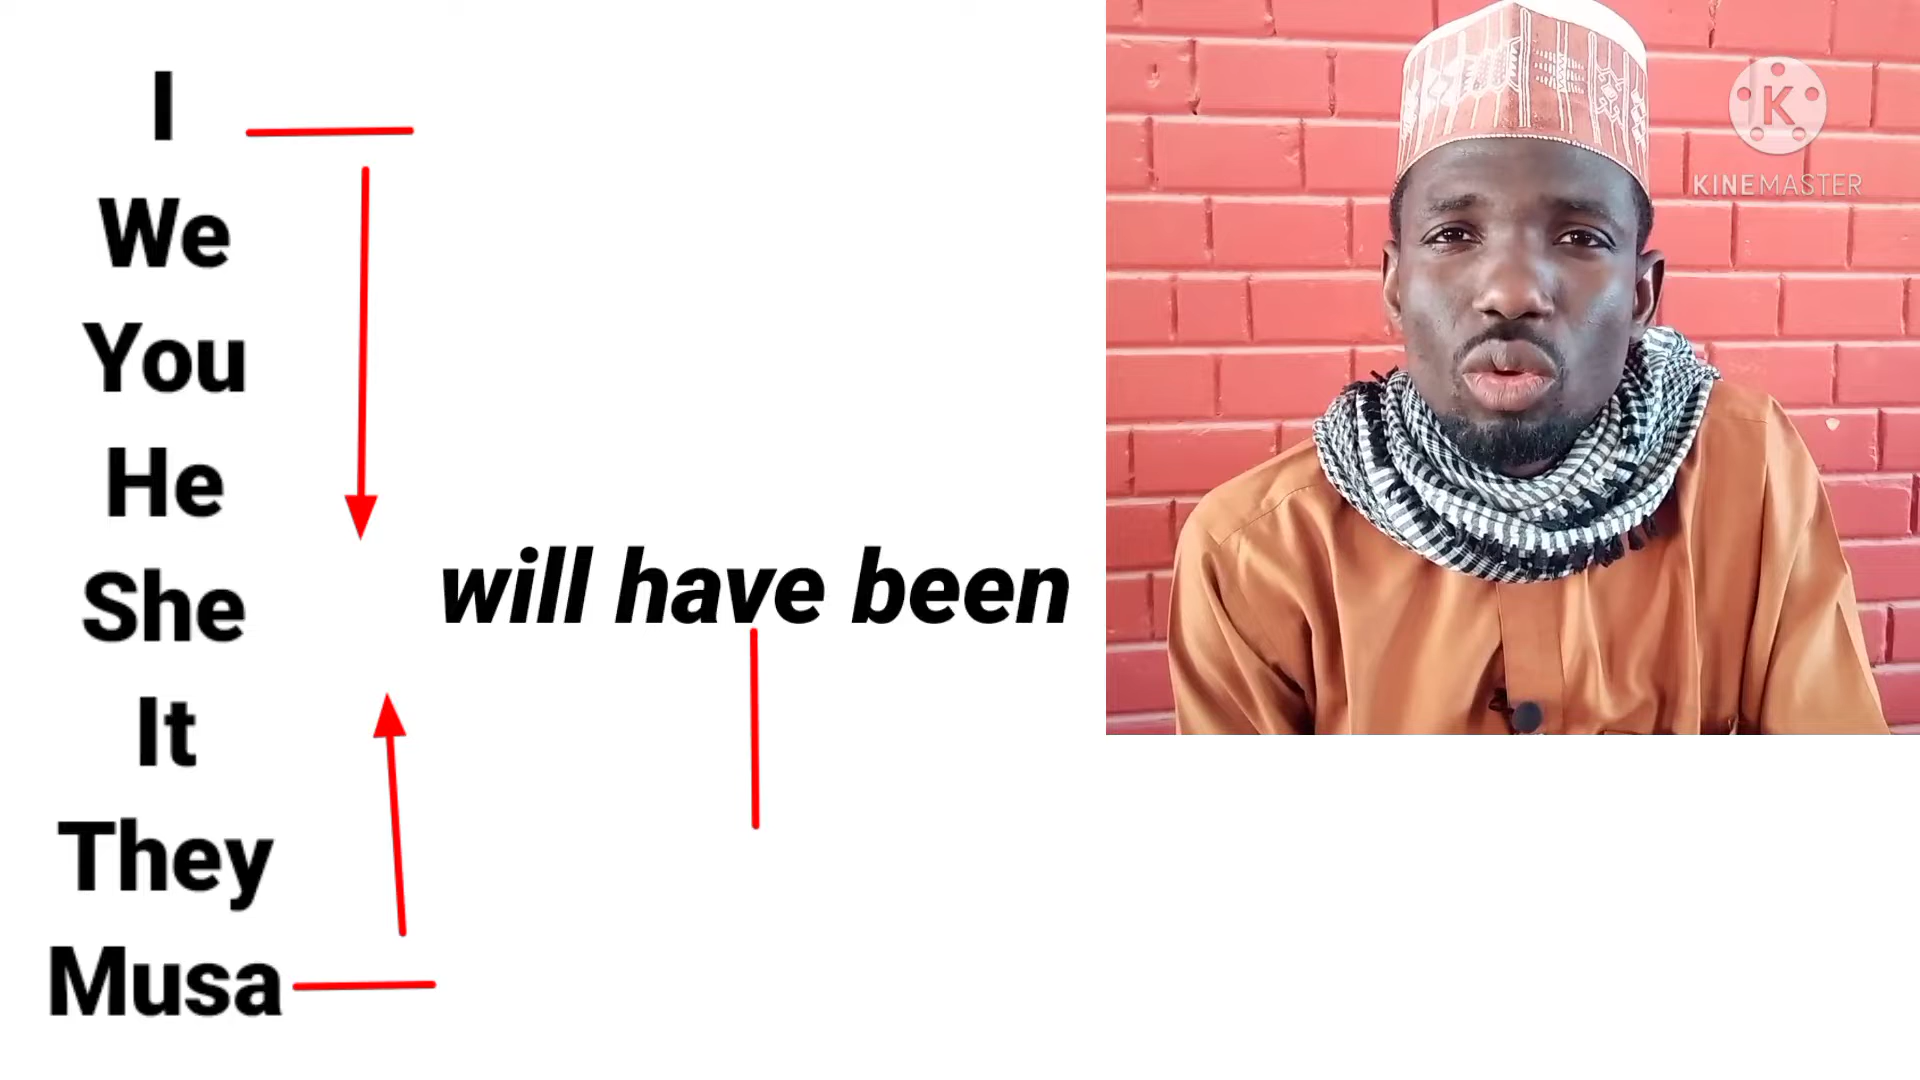 I
We
You
He
She
will have been
It
They
Musa
K
KINEMASTER